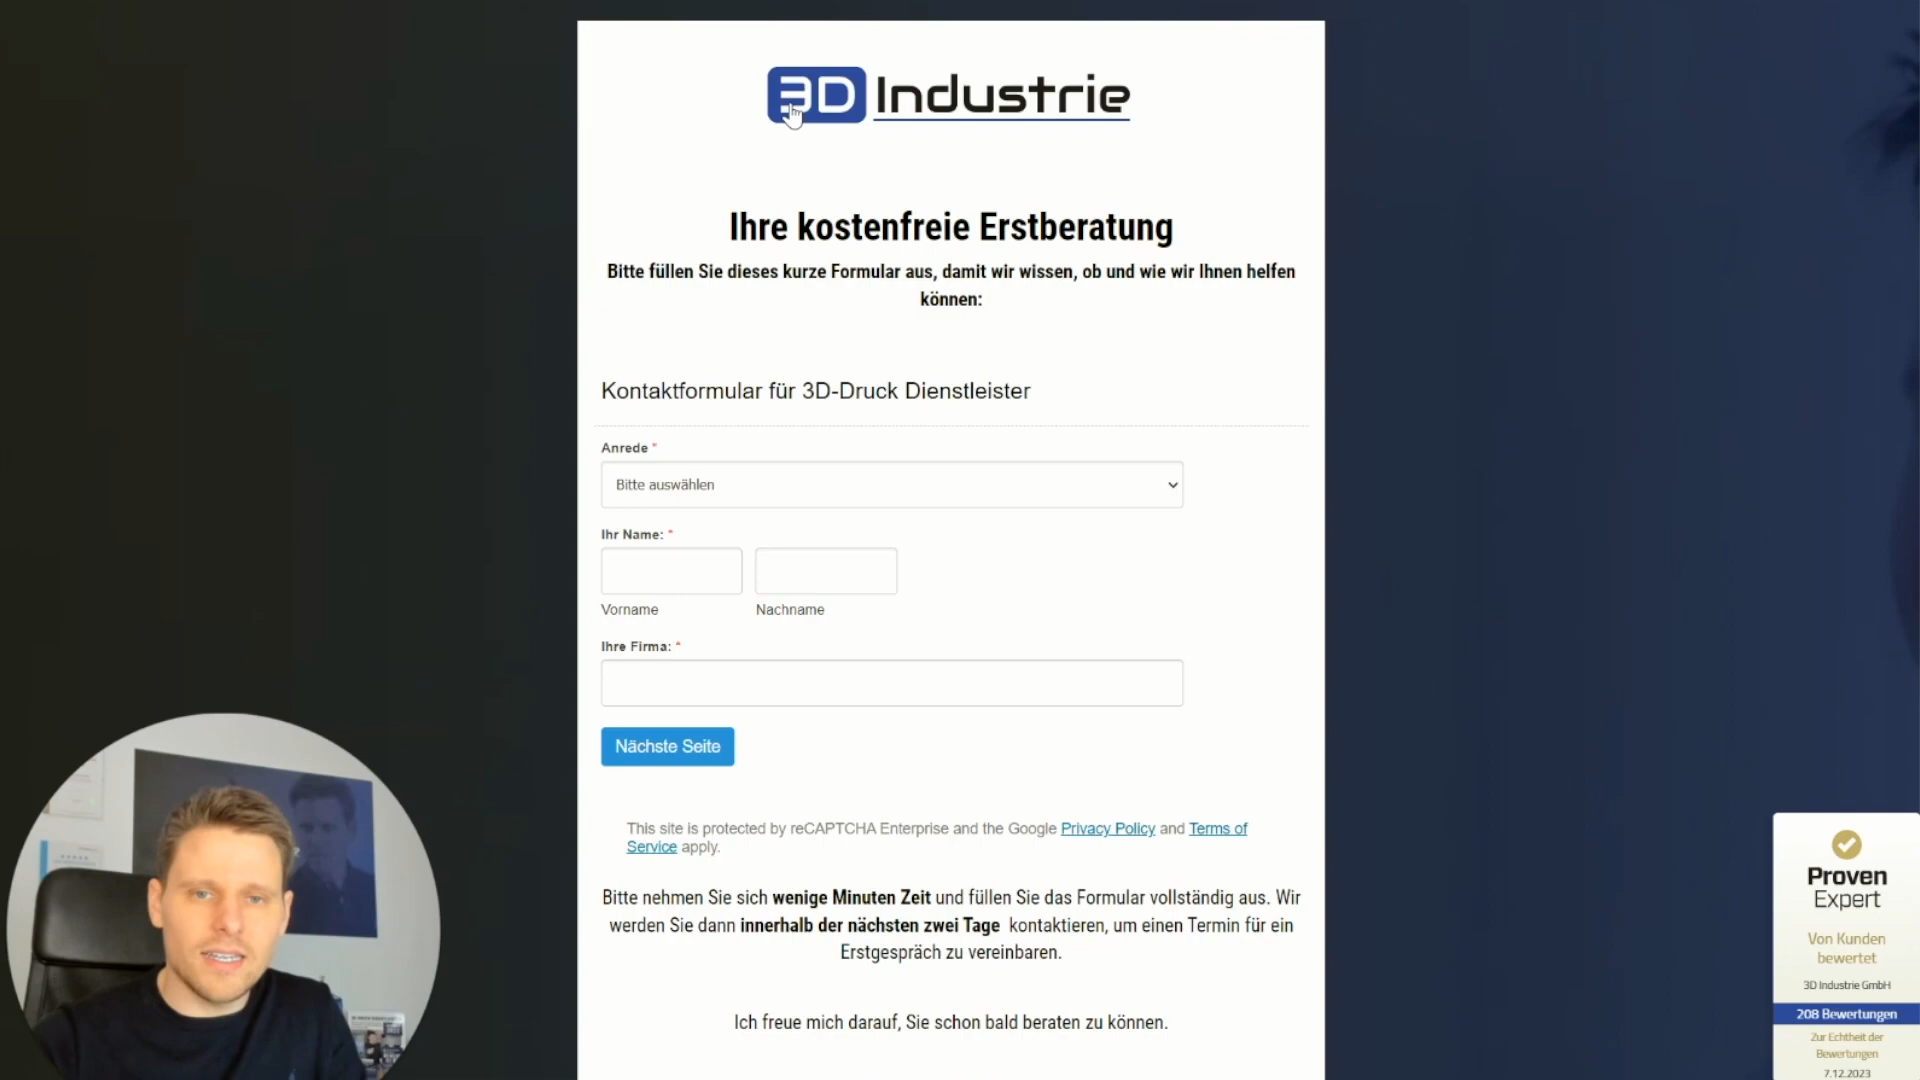 3D Industrie
Ihre kostenfreie Erstberatung
Bitte füllen Sie dieses kurze Formular aus, damit wir wissen, ob und wie wir Ihnen helfen
können:
Kontaktformular für 3D-Druck Dienstleister
Anrede *
Bitte auswählen
Ihr Name: *
Vorname
Nachname
Ihre Firma: *
Nächste Seite
This site is protected by reCAPTCHA Enterprise and the Google Privacy Policy and Terms of
Service apply.
Bitte nehmen Sie sich wenige Minuten Zeit und füllen Sie das Formular vollständig aus. Wir
werden Sie dann innerhalb der nächsten zwei Tage kontaktieren, um einen Termin für ein
Erstgespräch zu vereinbaren.
Ich freue mich darauf, Sie schon bald beraten zu können.
Proven
Expert
Von Kunden
bewertet
3D Industrie GmbH
208 Bewertungen
Zur Echtheit der
Bewertungen
7.12.2023